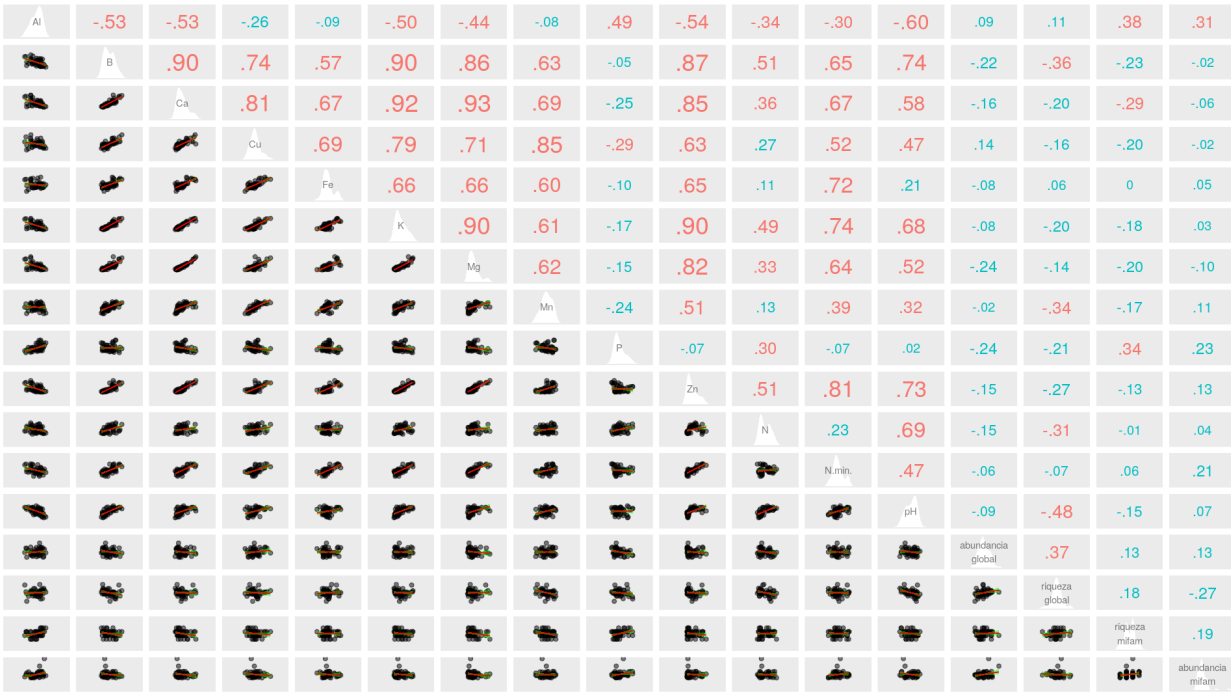 Al -.53 -.53 -.26 -.09 -.50 -.44 -.08 .49 -.54 -.34 -.30 -.60 .09 .11 .38 .31
B .90 .74 .57 .90 .86 .63 -.05 .87 .51 .65 .74 -.22 -.36 -.23 -.02
Ca .81 .67 .92 .93 .69 -.25 .85 .36 .67 .58 -.16 -.20 -.29 -.06
Cu .69 .79 .71 .85 -.29 .63 .27 .52 .47 .14 -.16 -.20 -.02
Fe .66 .66 .60 -.10 .65 .11 .72 .21 -.08 .06 0 .05
K .90 .61 -.17 .90 .49 .74 .68 -.08 -.20 -.18 .03
Mg .62 -.15 .82 .33 .64 .52 -.24 -.14 -.20 -.10
Mn -.24 .51 .13 .39 .32 -.02 -.34 -.17 .11
P -.07 .30 -.07 .02 -.24 -.21 .34 .23
Zn .51 .81 .73 -.15 -.27 -.13 .13
N .23 .69 -.15 -.31 -.01 .04
N.min. .47 -.06 -.07 .06 .21
pH -.09 -.48 -.15 .07
abundancia
global .37 .13 .13
riqueza
global .18 -.27
riqueza
mifam .19
abundancia
mifam